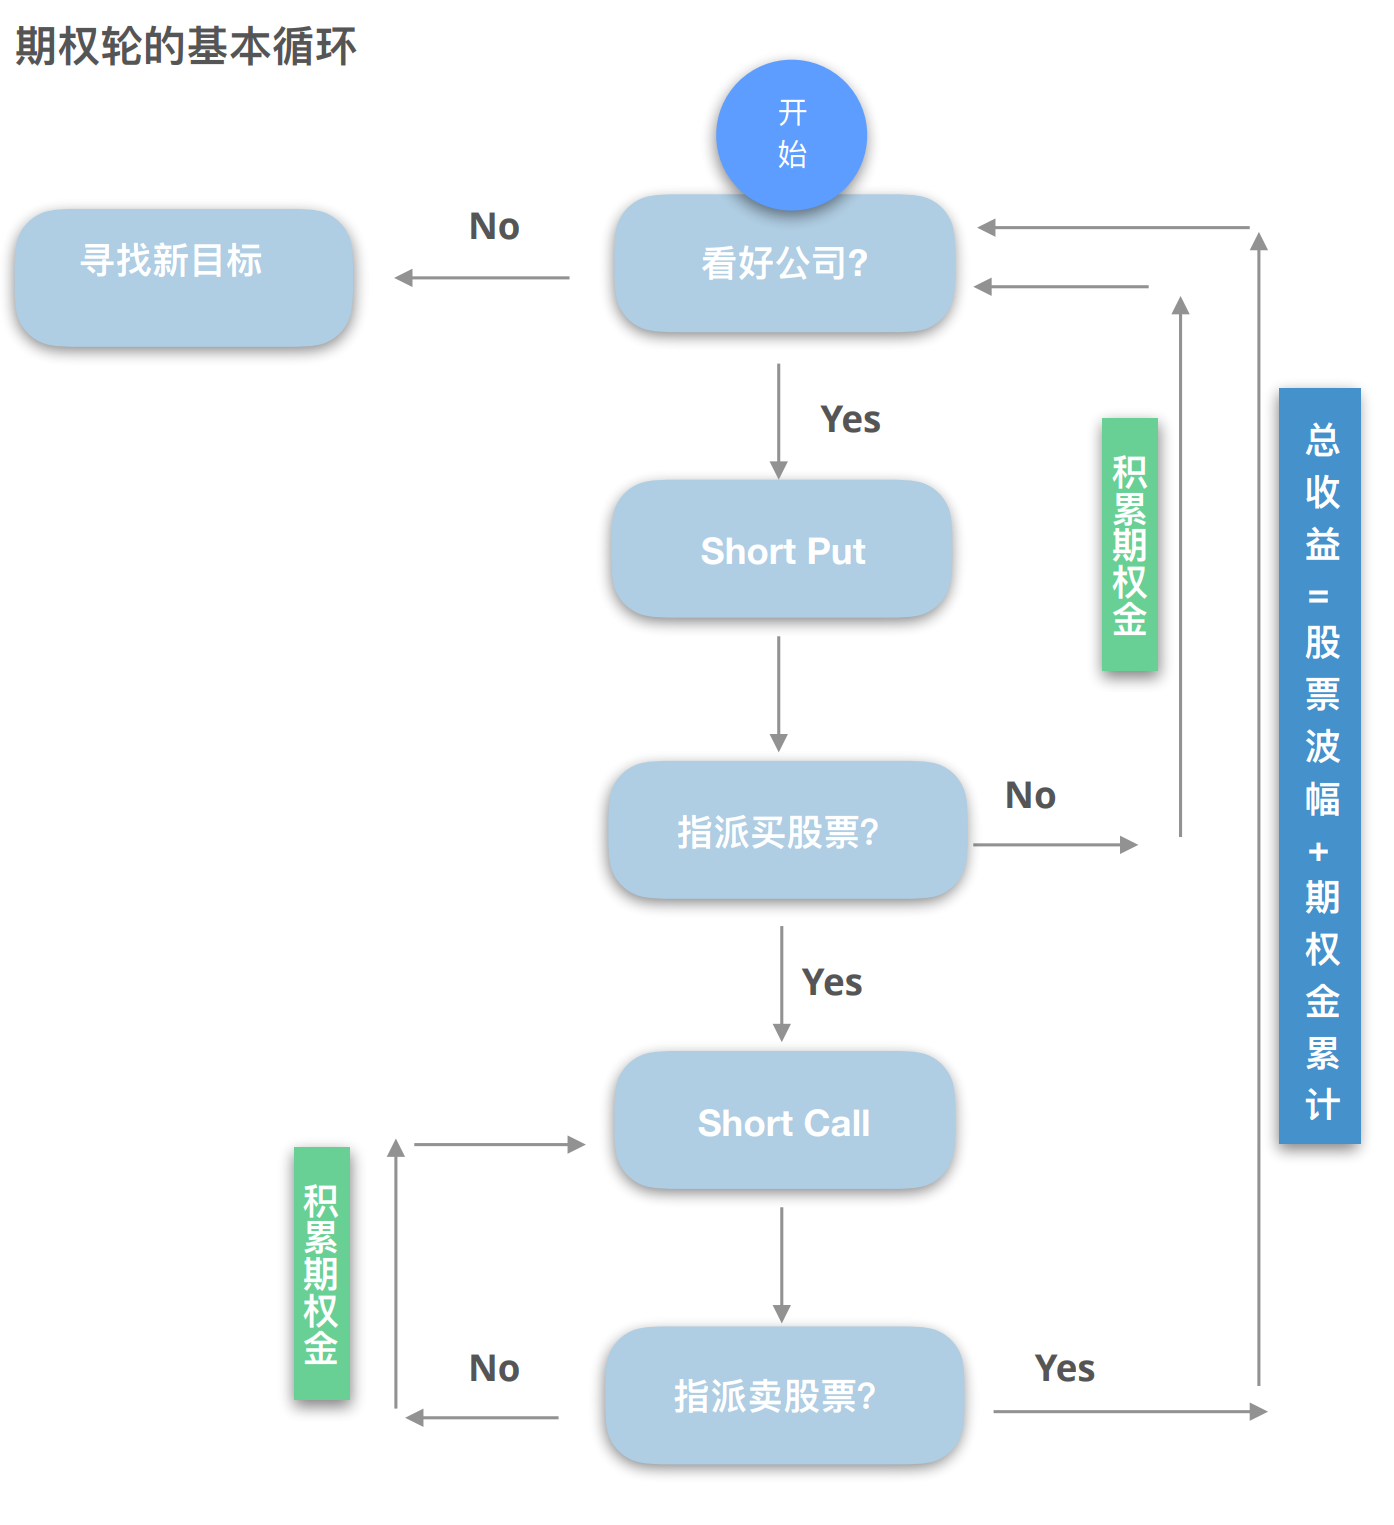 期权轮的基本循环
开
始
看好公司?
No
寻找新目标
Yes
Short Put
积累期权金
总收益=股票波幅+期权金累计
指派买股票?
No
Yes
Short Call
积累期权金
No
指派卖股票?
Yes